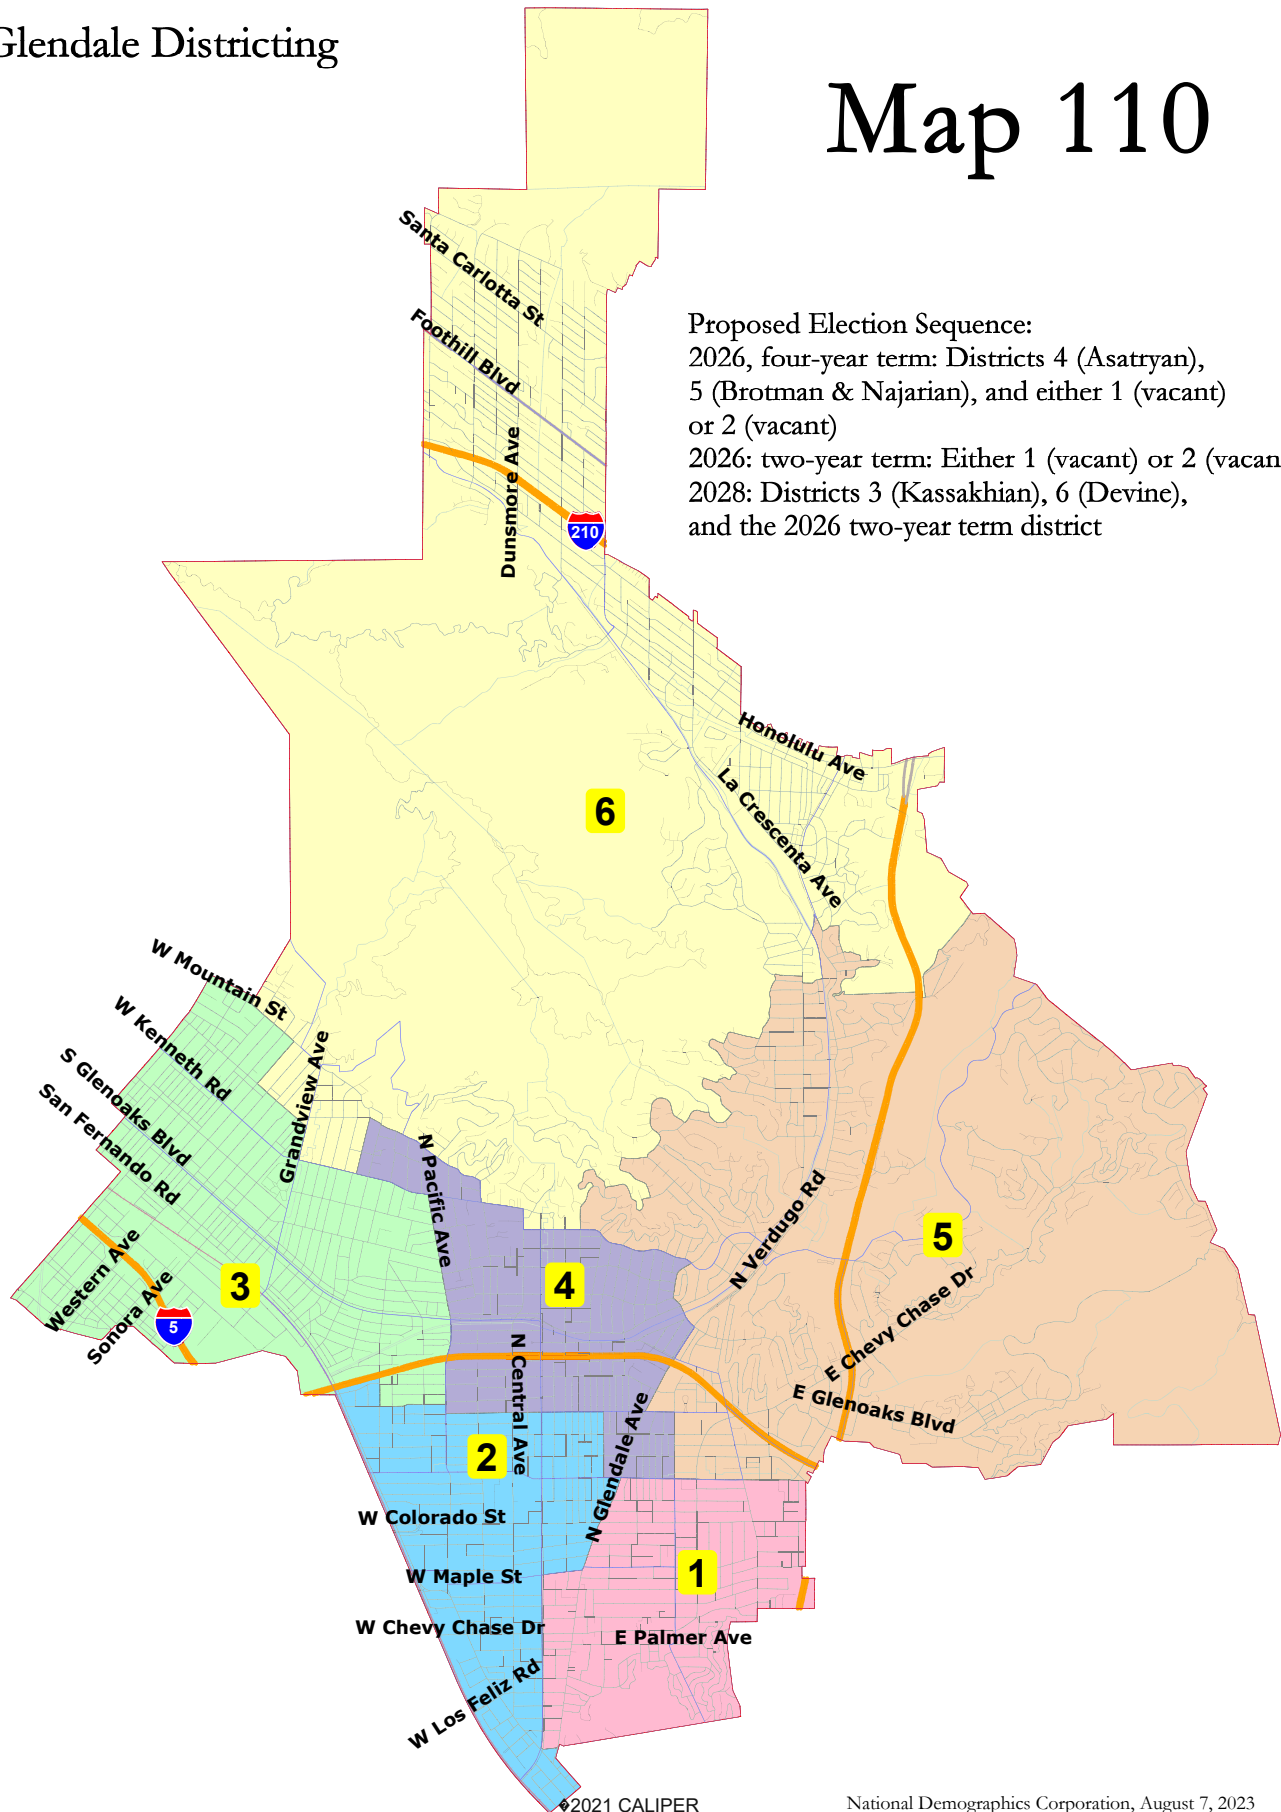 Glendale Districting
Map 110
Santa Carlotta St
Foothill Blvd
Proposed Election Sequence:
2026, four-year term: Districts 4 (Asatryan),
5 (Brotman & Najarian), and either 1 (vacant)
or 2 (vacant)
2026: two-year term: Either 1 (vacant) or 2 (vacan
2028: Districts 3 (Kassakhian), 6 (Devine),
and the 2026 two-year term district
Dunsmore Ave
210
Honolulu Ave
La Crescenta Ave
6
W Mountain St
W Kenneth Rd
S Glenoaks Blvd
San Fernando Rd
Grandview Ave
N Pacific Ave
N Verdugo Rd
5
Western Ave
Sonora Ave
3
4
5
E Chevy Chase Dr
E Glenoaks Blvd
N Central Ave
N Glendale Ave
2
W Colorado St
W Maple St
1
W Chevy Chase Dr
E Palmer Ave
W Los Feliz Rd
�2021 CALIPER
National Demographics Corporation, August 7, 2023